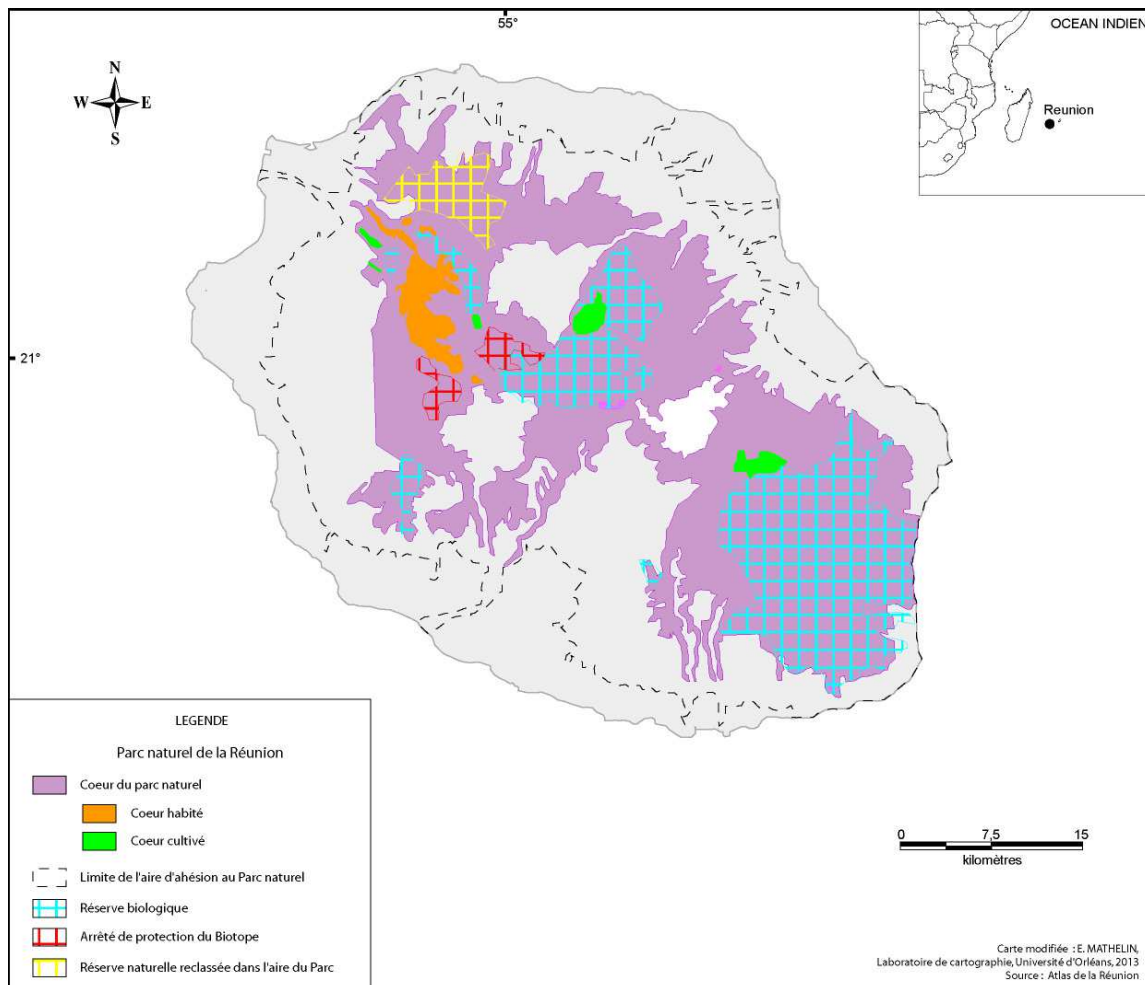 55°
OCEAN INDIEN
N
W E
S
Reunion
21°
LEGENDE
Parc naturel de la Réunion
Coeur du parc naturel
Coeur habité
Coeur cultivé
Limite de l'aire d'ahésion au Parc naturel
Réserve biologique
Arrêté de protection du Biotope
Réserve naturelle reclassée dans l'aire du Parc
0 7,5 15
kilomètres
Carte modifiée : E. MATHELIN,
Laboratoire de cartographie, Université d'Orléans, 2013
Source : Atlas de la Réunion